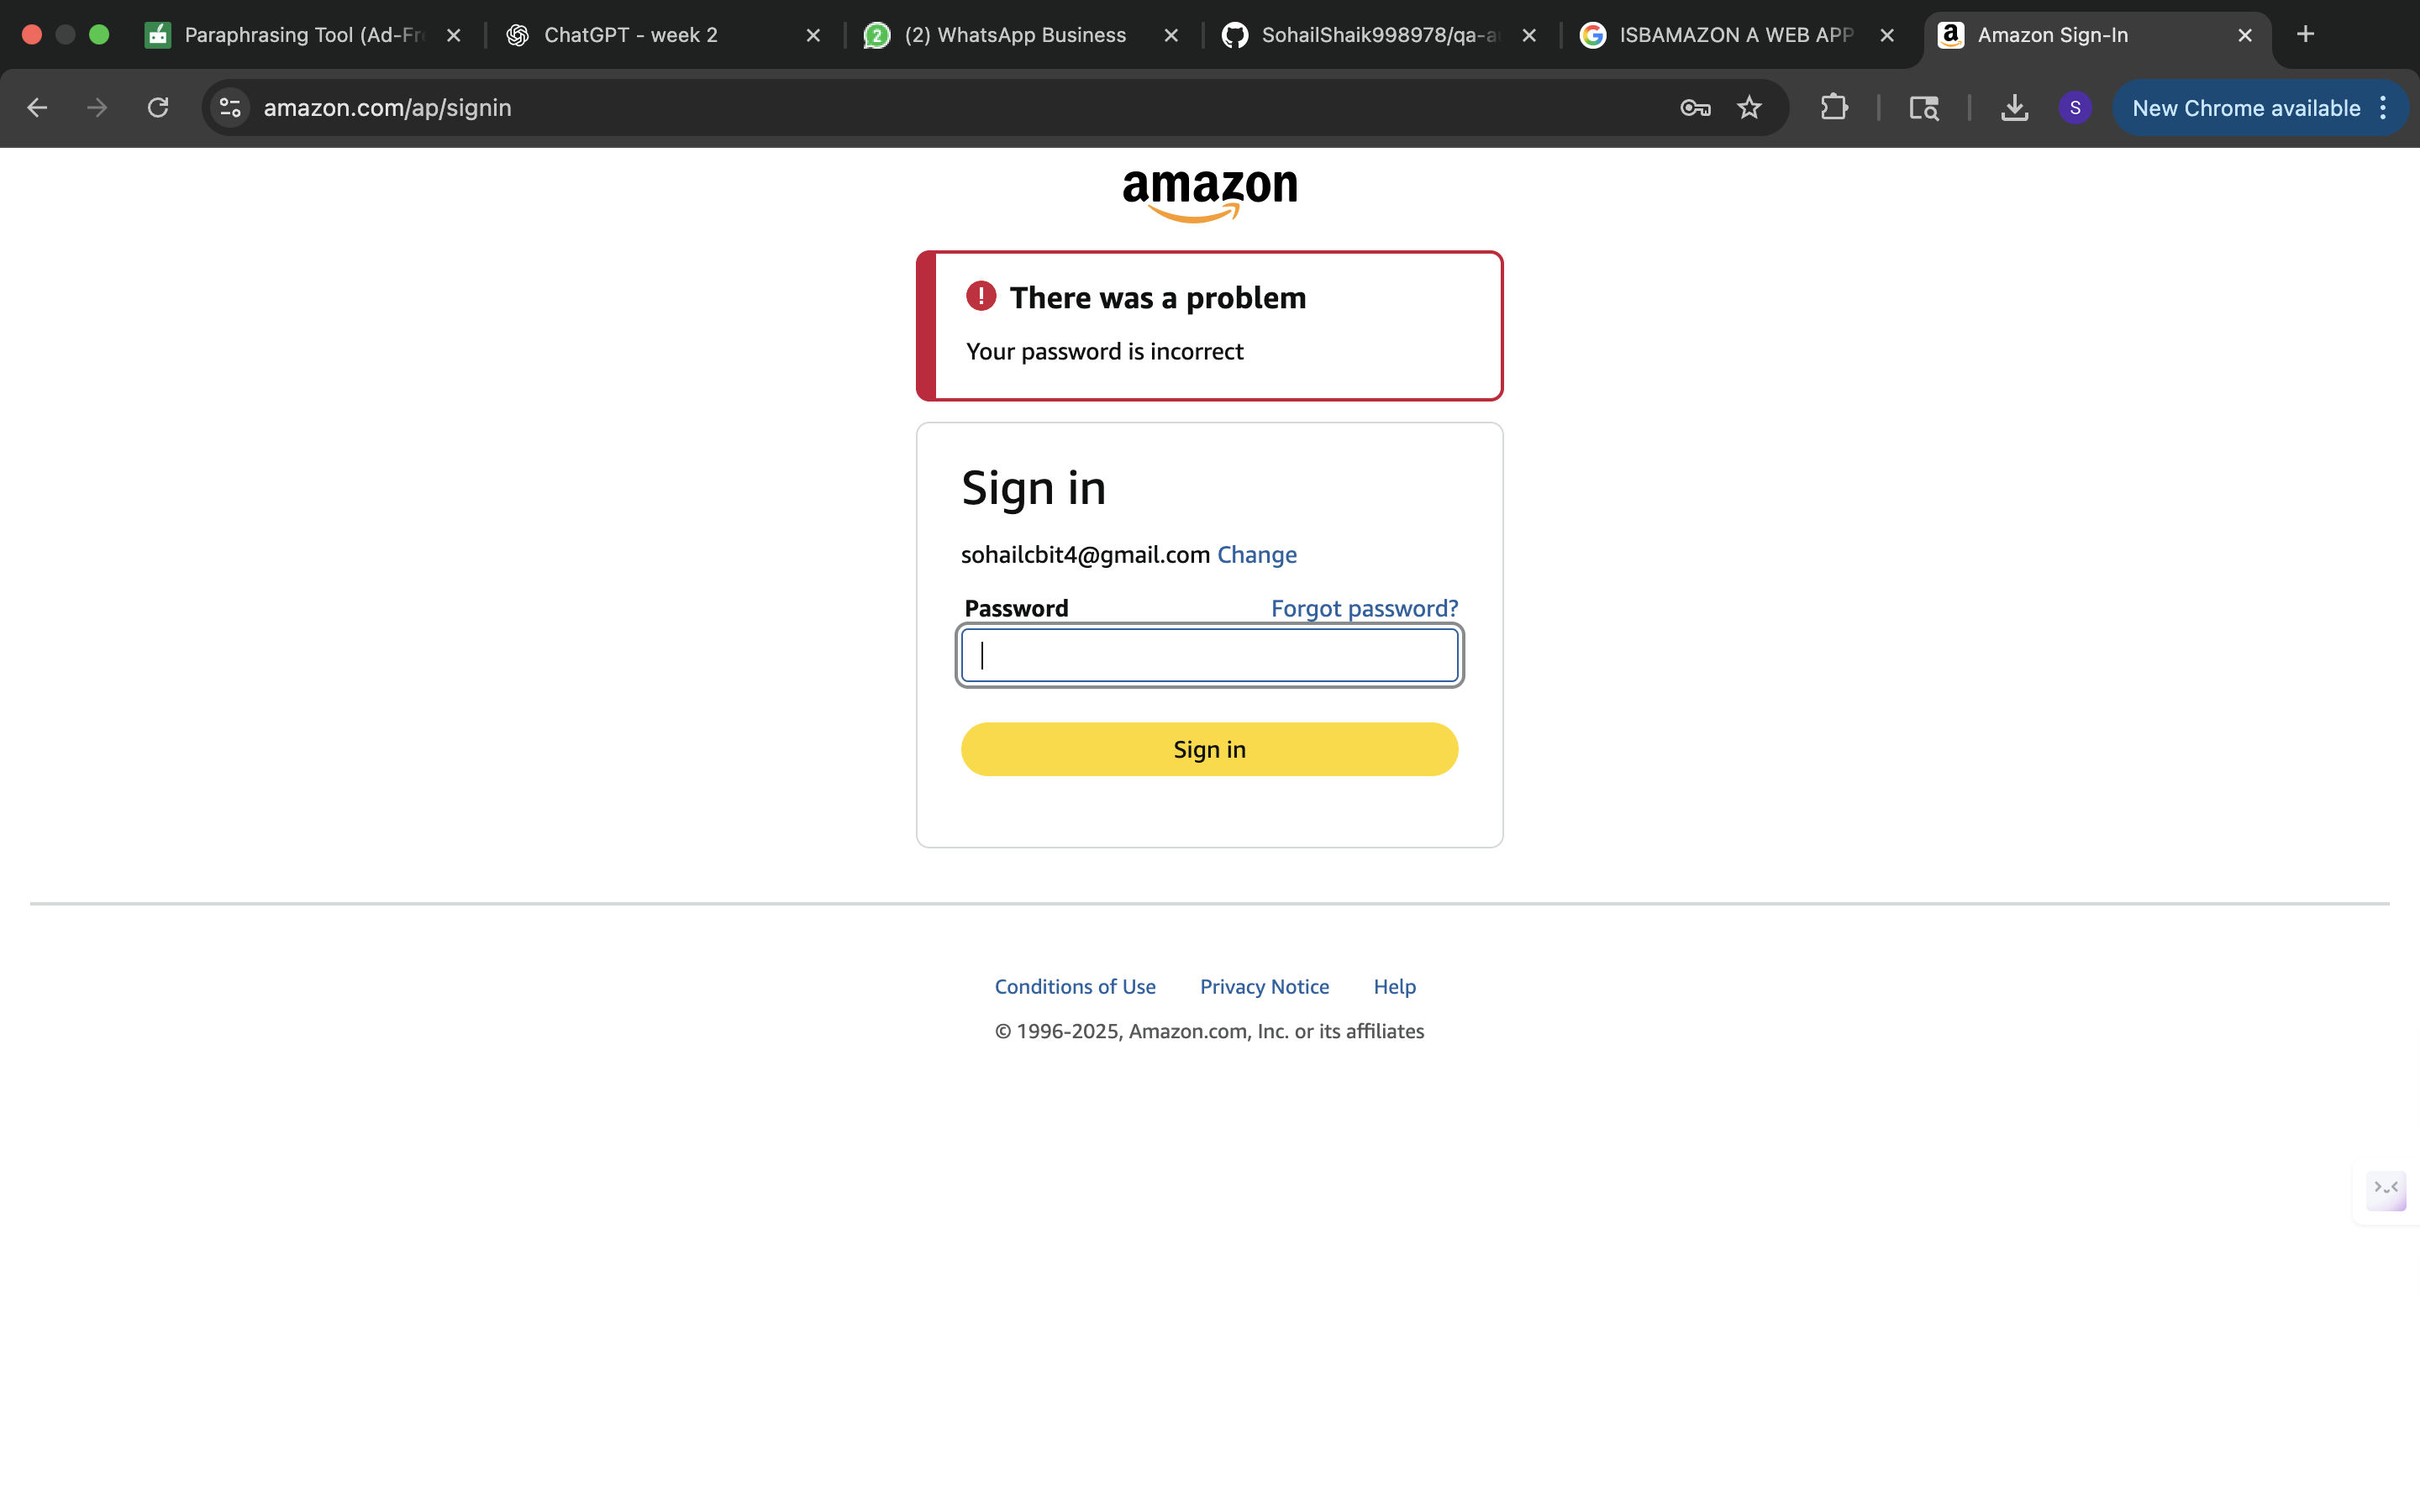 Paraphrasing Tool (Ad-Fr
ChatGPT - week 2
(2) WhatsApp Business
SohailShaik998978/qa-a
ISBAMAZON A WEB APP
Amazon Sign-In
amazon.com/ap/signin
S
New Chrome available
amazon
There was a problem
Your password is incorrect
Sign in
sohailcbit4@gmail.com Change
Password
Forgot password?
Sign in
Conditions of Use
Privacy Notice
Help
© 1996-2025, Amazon.com, Inc. or its affiliates